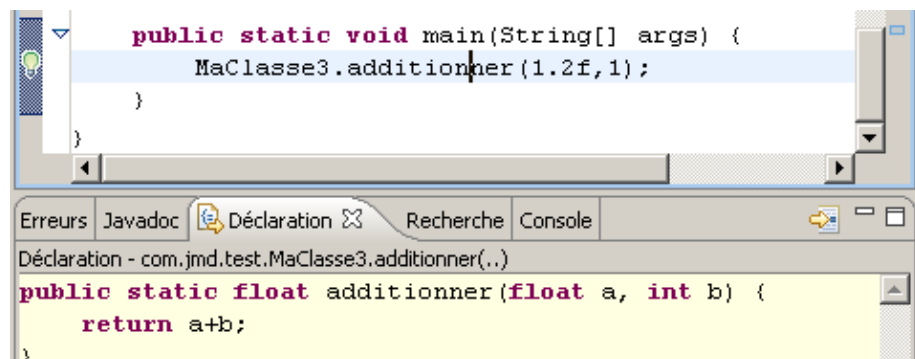 public static void main(String[] args) {
MaClasse3.additionner(1.2f,1);
}
}
Erreurs Javadoc Déclaration Recherche Console
Déclaration - com.jmd.test.MaClasse3.additionner(..)
public static float additionner(float a, int b) {
return a+b;
}